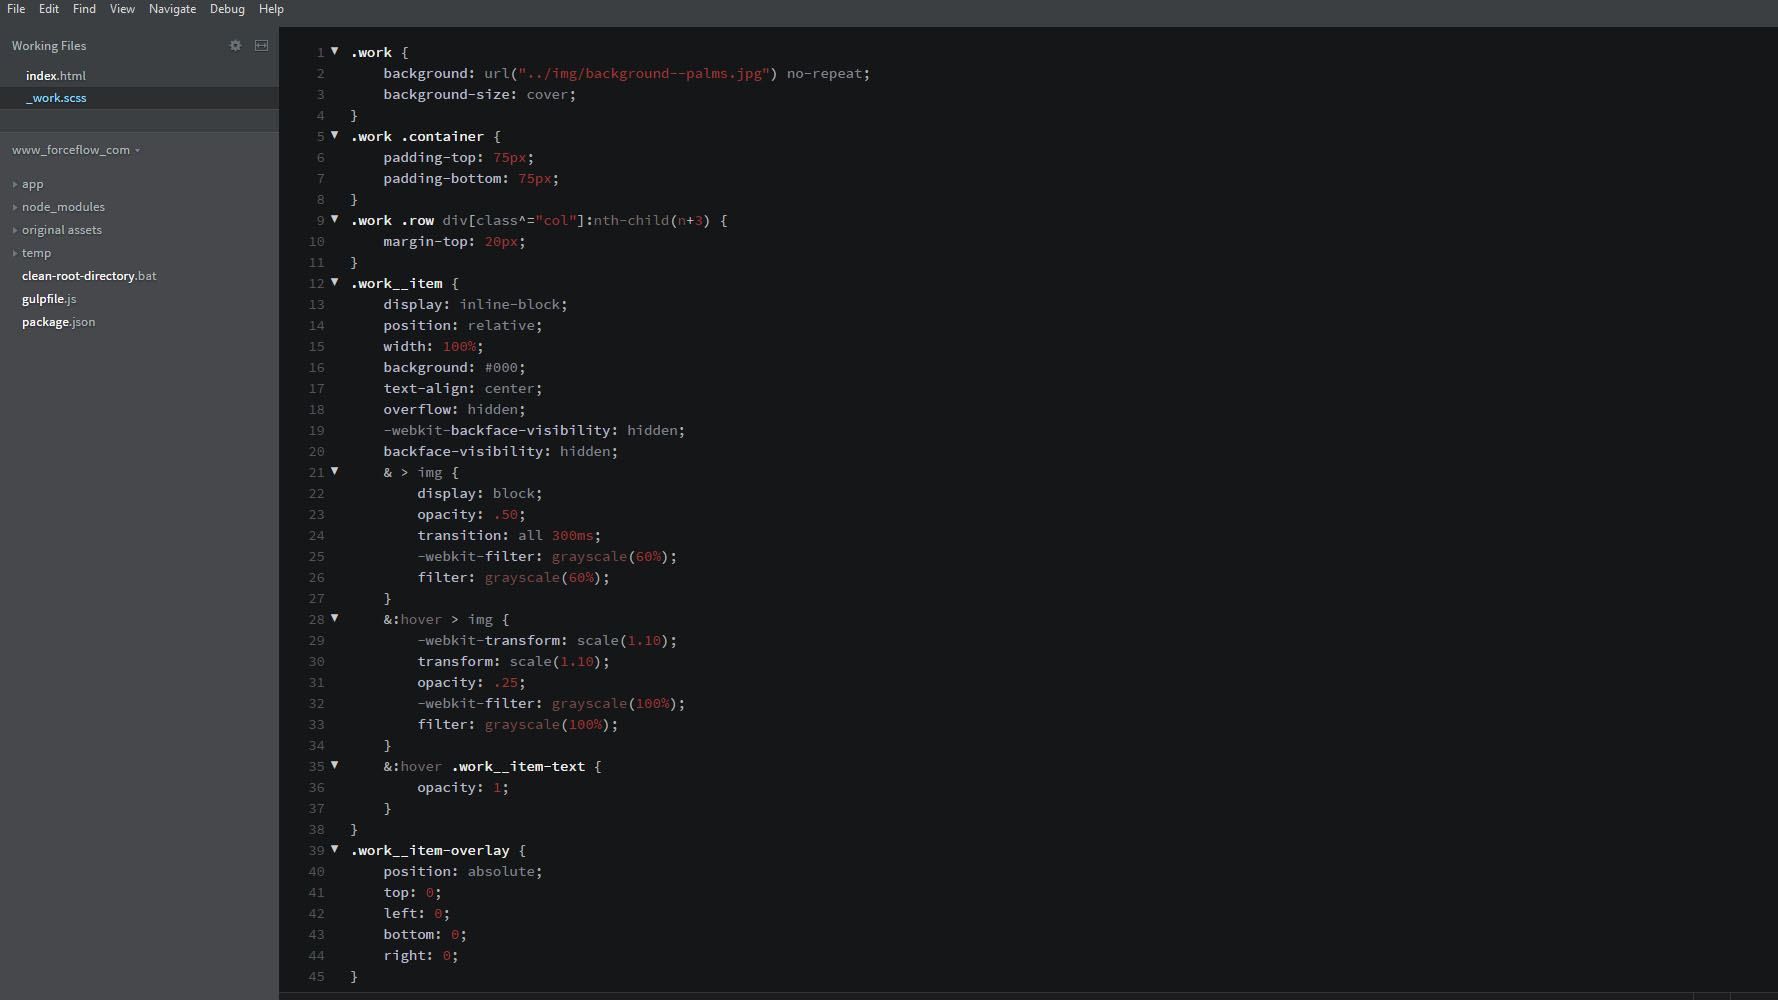 File Edit Find View Navigate Debug Help
Working Files
index.html
_work.scss
www_forceflow_com
app
node_modules
original assets
temp
clean-root-directory.bat
gulpfile.js
package.json
1 .work {
2 background: url("../img/background--palms.jpg") no-repeat;
3 background-size: cover;
4 }
5 .work .container {
6 padding-top: 75px;
7 padding-bottom: 75px;
8 }
9 .work .row div[class^="col"]:nth-child(n+3) {
10 margin-top: 20px;
11 }
12 .work__item {
13 display: inline-block;
14 position: relative;
15 width: 100%;
16 background: #000;
17 text-align: center;
18 overflow: hidden;
19 -webkit-backface-visibility: hidden;
20 backface-visibility: hidden;
21 & > img {
22 display: block;
23 opacity: .50;
24 transition: all 300ms;
25 -webkit-filter: grayscale(60%);
26 filter: grayscale(60%);
27 }
28 &:hover > img {
29 -webkit-transform: scale(1.10);
30 transform: scale(1.10);
31 opacity: .25;
32 -webkit-filter: grayscale(100%);
33 filter: grayscale(100%);
34 }
35 &:hover .work__item-text {
36 opacity: 1;
37 }
38 }
39 .work__item-overlay {
40 position: absolute;
41 top: 0;
42 left: 0;
43 bottom: 0;
44 right: 0;
45 }